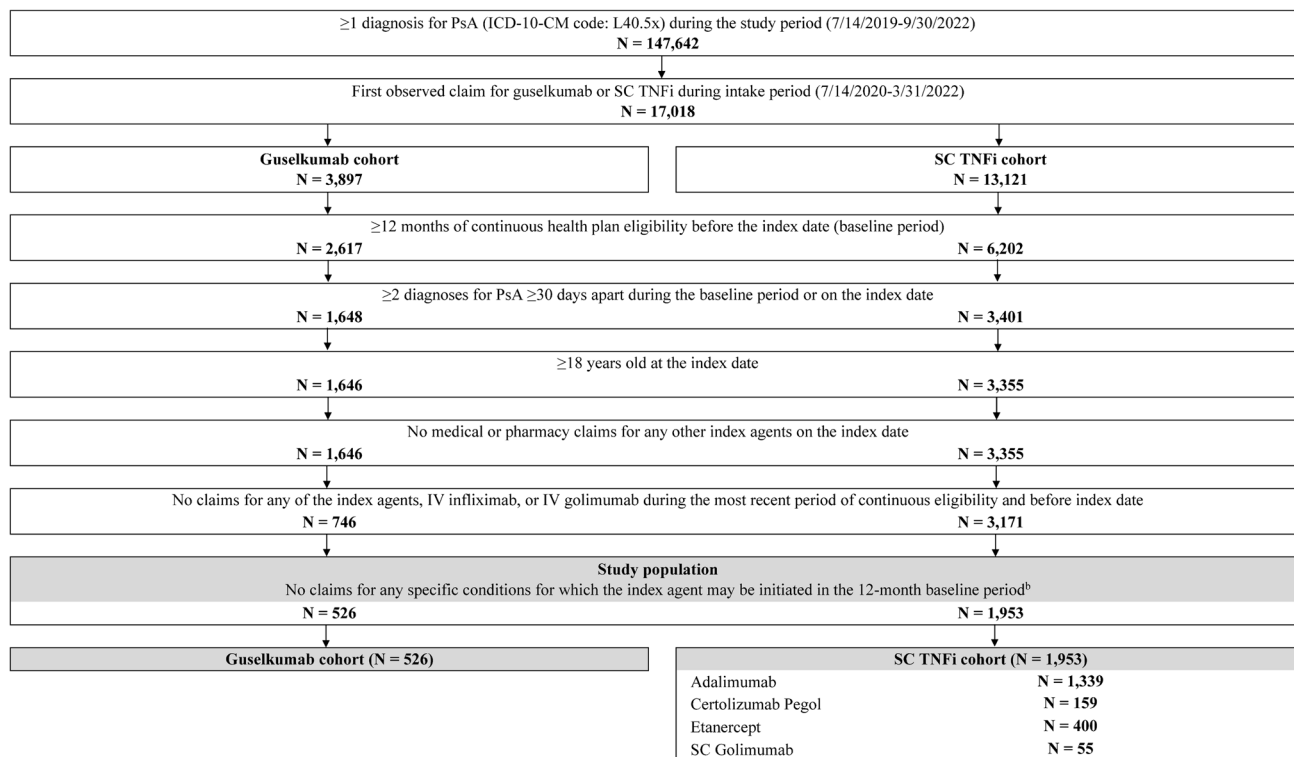 ≥1 diagnosis for PsA (ICD-10-CM code: L40.5x) during the study period (7/14/2019-9/30/2022)
N = 147,642
First observed claim for guselkumab or SC TNFi during intake period (7/14/2020-3/31/2022)
N = 17,018
Guselkumab cohort
N = 3,897
SC TNFi cohort
N = 13,121
≥12 months of continuous health plan eligibility before the index date (baseline period)
N = 2,617 N = 6,202
≥2 diagnoses for PsA ≥30 days apart during the baseline period or on the index date
N = 1,648 N = 3,401
≥18 years old at the index date
N = 1,646 N = 3,355
No medical or pharmacy claims for any other index agents on the index date
N = 1,646 N = 3,355
No claims for any of the index agents, IV infliximab, or IV golimumab during the most recent period of continuous eligibility and before index date
N = 746 N = 3,171
Study population
No claims for any specific conditions for which the index agent may be initiated in the 12-month baseline periodᵇ
N = 526 N = 1,953
Guselkumab cohort (N = 526)
SC TNFi cohort (N = 1,953)
Adalimumab N = 1,339
Certolizumab Pegol N = 159
Etanercept N = 400
SC Golimumab N = 55